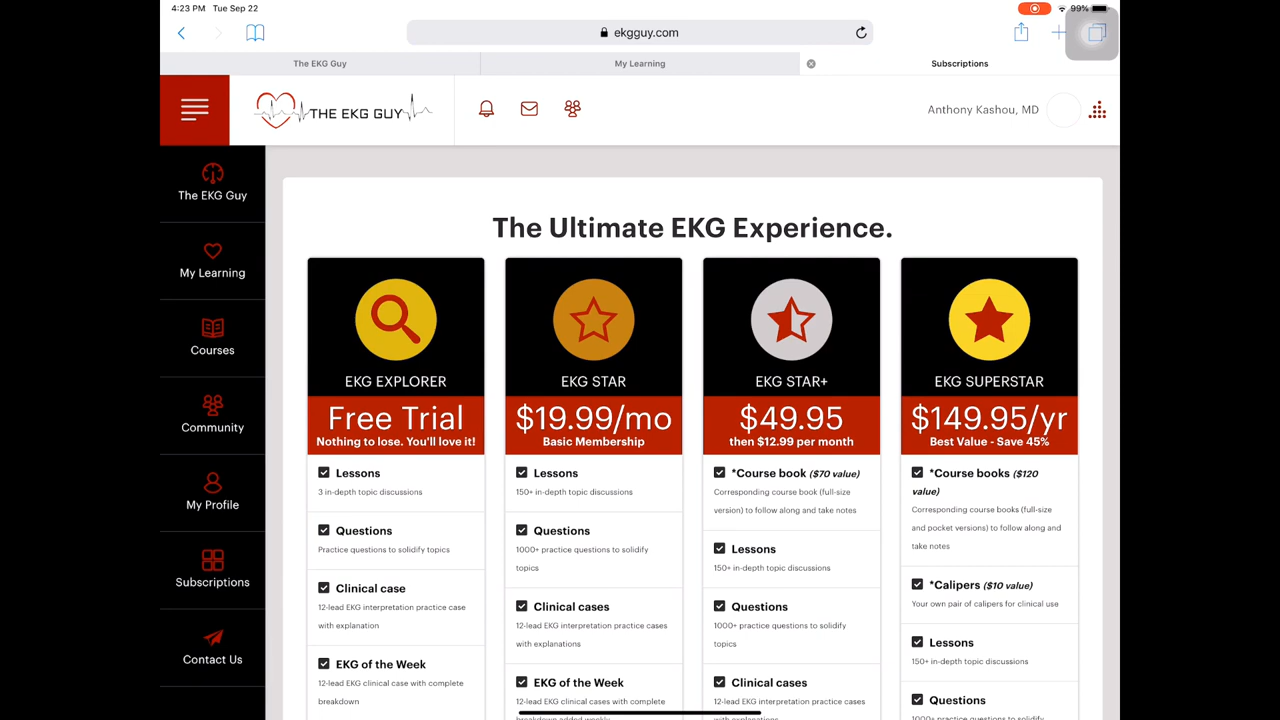 4:23 PM Tue Sep 22
99%
ekgguy.com
The EKG Guy
My Learning
Subscriptions
THE EKG GUY
Anthony Kashou, MD
The EKG Guy
My Learning
Courses
Community
My Profile
Subscriptions
Contact Us
The Ultimate EKG Experience.
EKG EXPLORER
Free Trial
Nothing to lose. You'll love it!
Lessons
3 in-depth topic discussions
Questions
Practice questions to solidify topics
Clinical case
12-lead EKG interpretation practice case
with explanation
EKG of the Week
12-lead EKG clinical case with complete
breakdown
EKG STAR
$19.99/mo
Basic Membership
Lessons
150+ in-depth topic discussions
Questions
1000+ practice questions to solidify
topics
Clinical cases
12-lead EKG interpretation practice cases
with explanations
EKG of the Week
12-lead EKG clinical cases with complete
breakdown added weekly
EKG STAR+
$49.95
then $12.99 per month
*Course book ($70 value)
Corresponding course book (full-size
version) to follow along and take notes
Lessons
150+ in-depth topic discussions
Questions
1000+ practice questions to solidify
topics
Clinical cases
12-lead EKG interpretation practice cases
with explanations
EKG SUPERSTAR
$149.95/yr
Best Value - Save 45%
*Course books ($120
value)
Corresponding course books (full-size
and pocket versions) to follow along and
take notes
*Calipers ($10 value)
Your own pair of calipers for clinical use
Lessons
150+ in-depth topic discussions
Questions
1000+ practice questions to solidify